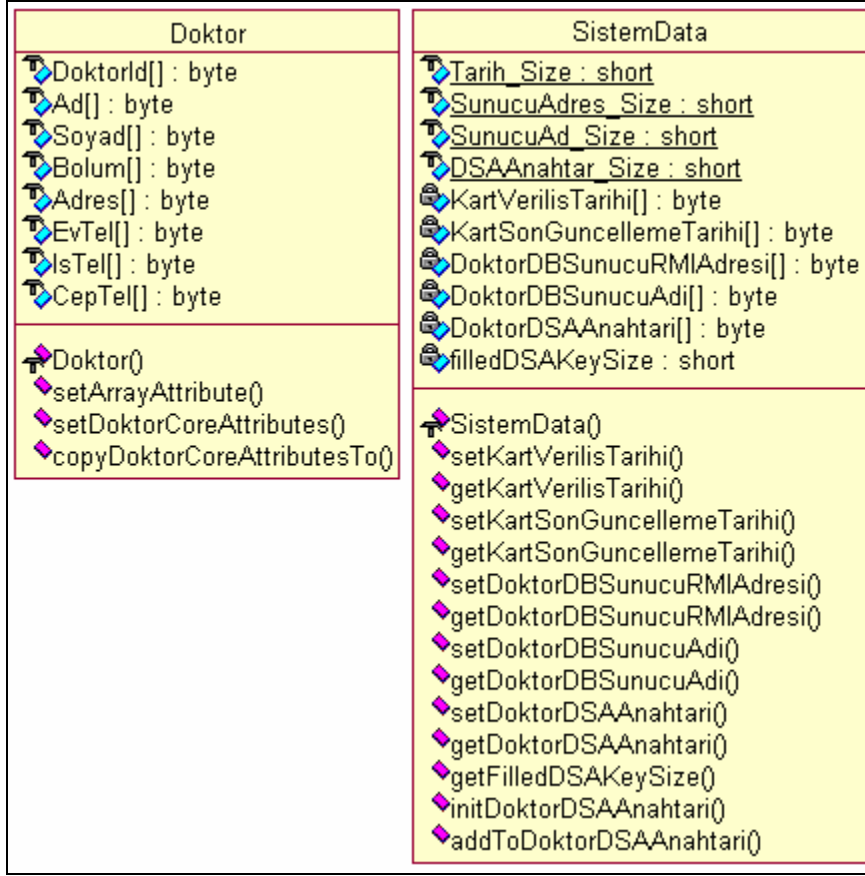 Doktor
DoktorId[] : byte
Ad[] : byte
Soyad[] : byte
Bolum[] : byte
Adres[] : byte
EvTel[] : byte
IsTel[] : byte
CepTel[] : byte
Doktor()
setArrayAttribute()
setDoktorCoreAttributes()
copyDoktorCoreAttributesTo()
SistemData
Tarih_Size : short
SunucuAdres_Size : short
SunucuAd_Size : short
DSAAnahtar_Size : short
KartVerilisTarihi[] : byte
KartSonGuncellemeTarihi[] : byte
DoktorDBSunucuRMIAdresi[] : byte
DoktorDBSunucuAdi[] : byte
DoktorDSAAnahtari[] : byte
filledDSAKeySize : short
SistemData()
setKartVerilisTarihi()
getKartVerilisTarihi()
setKartSonGuncellemeTarihi()
getKartSonGuncellemeTarihi()
setDoktorDBSunucuRMIAdresi()
getDoktorDBSunucuRMIAdresi()
setDoktorDBSunucuAdi()
getDoktorDBSunucuAdi()
setDoktorDSAAnahtari()
getDoktorDSAAnahtari()
getFilledDSAKeySize()
initDoktorDSAAnahtari()
addToDoktorDSAAnahtari()